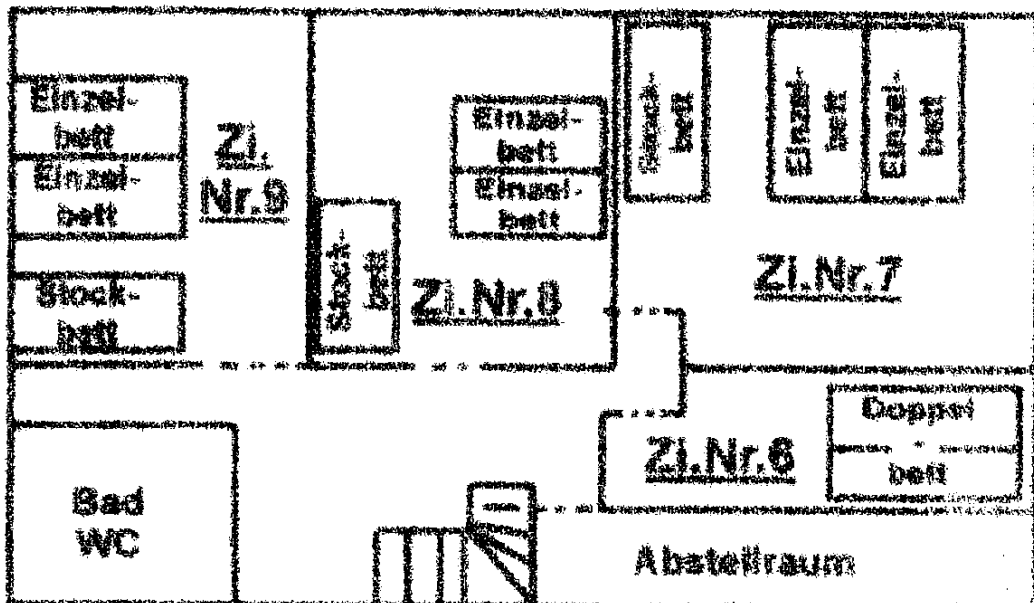 Einzel-
bett
Einzel-
bett
Stock-
bett
Zi.
Nr.9
Stock-
bett
Einzel-
bett
Einzel-
bett
Zi.Nr.8
Stock-
bett
Einzel-
bett
Einzel-
bett
Zi.Nr.7
Zi.Nr.6
Doppel
-
bett
Bad
WC
Abstellraum